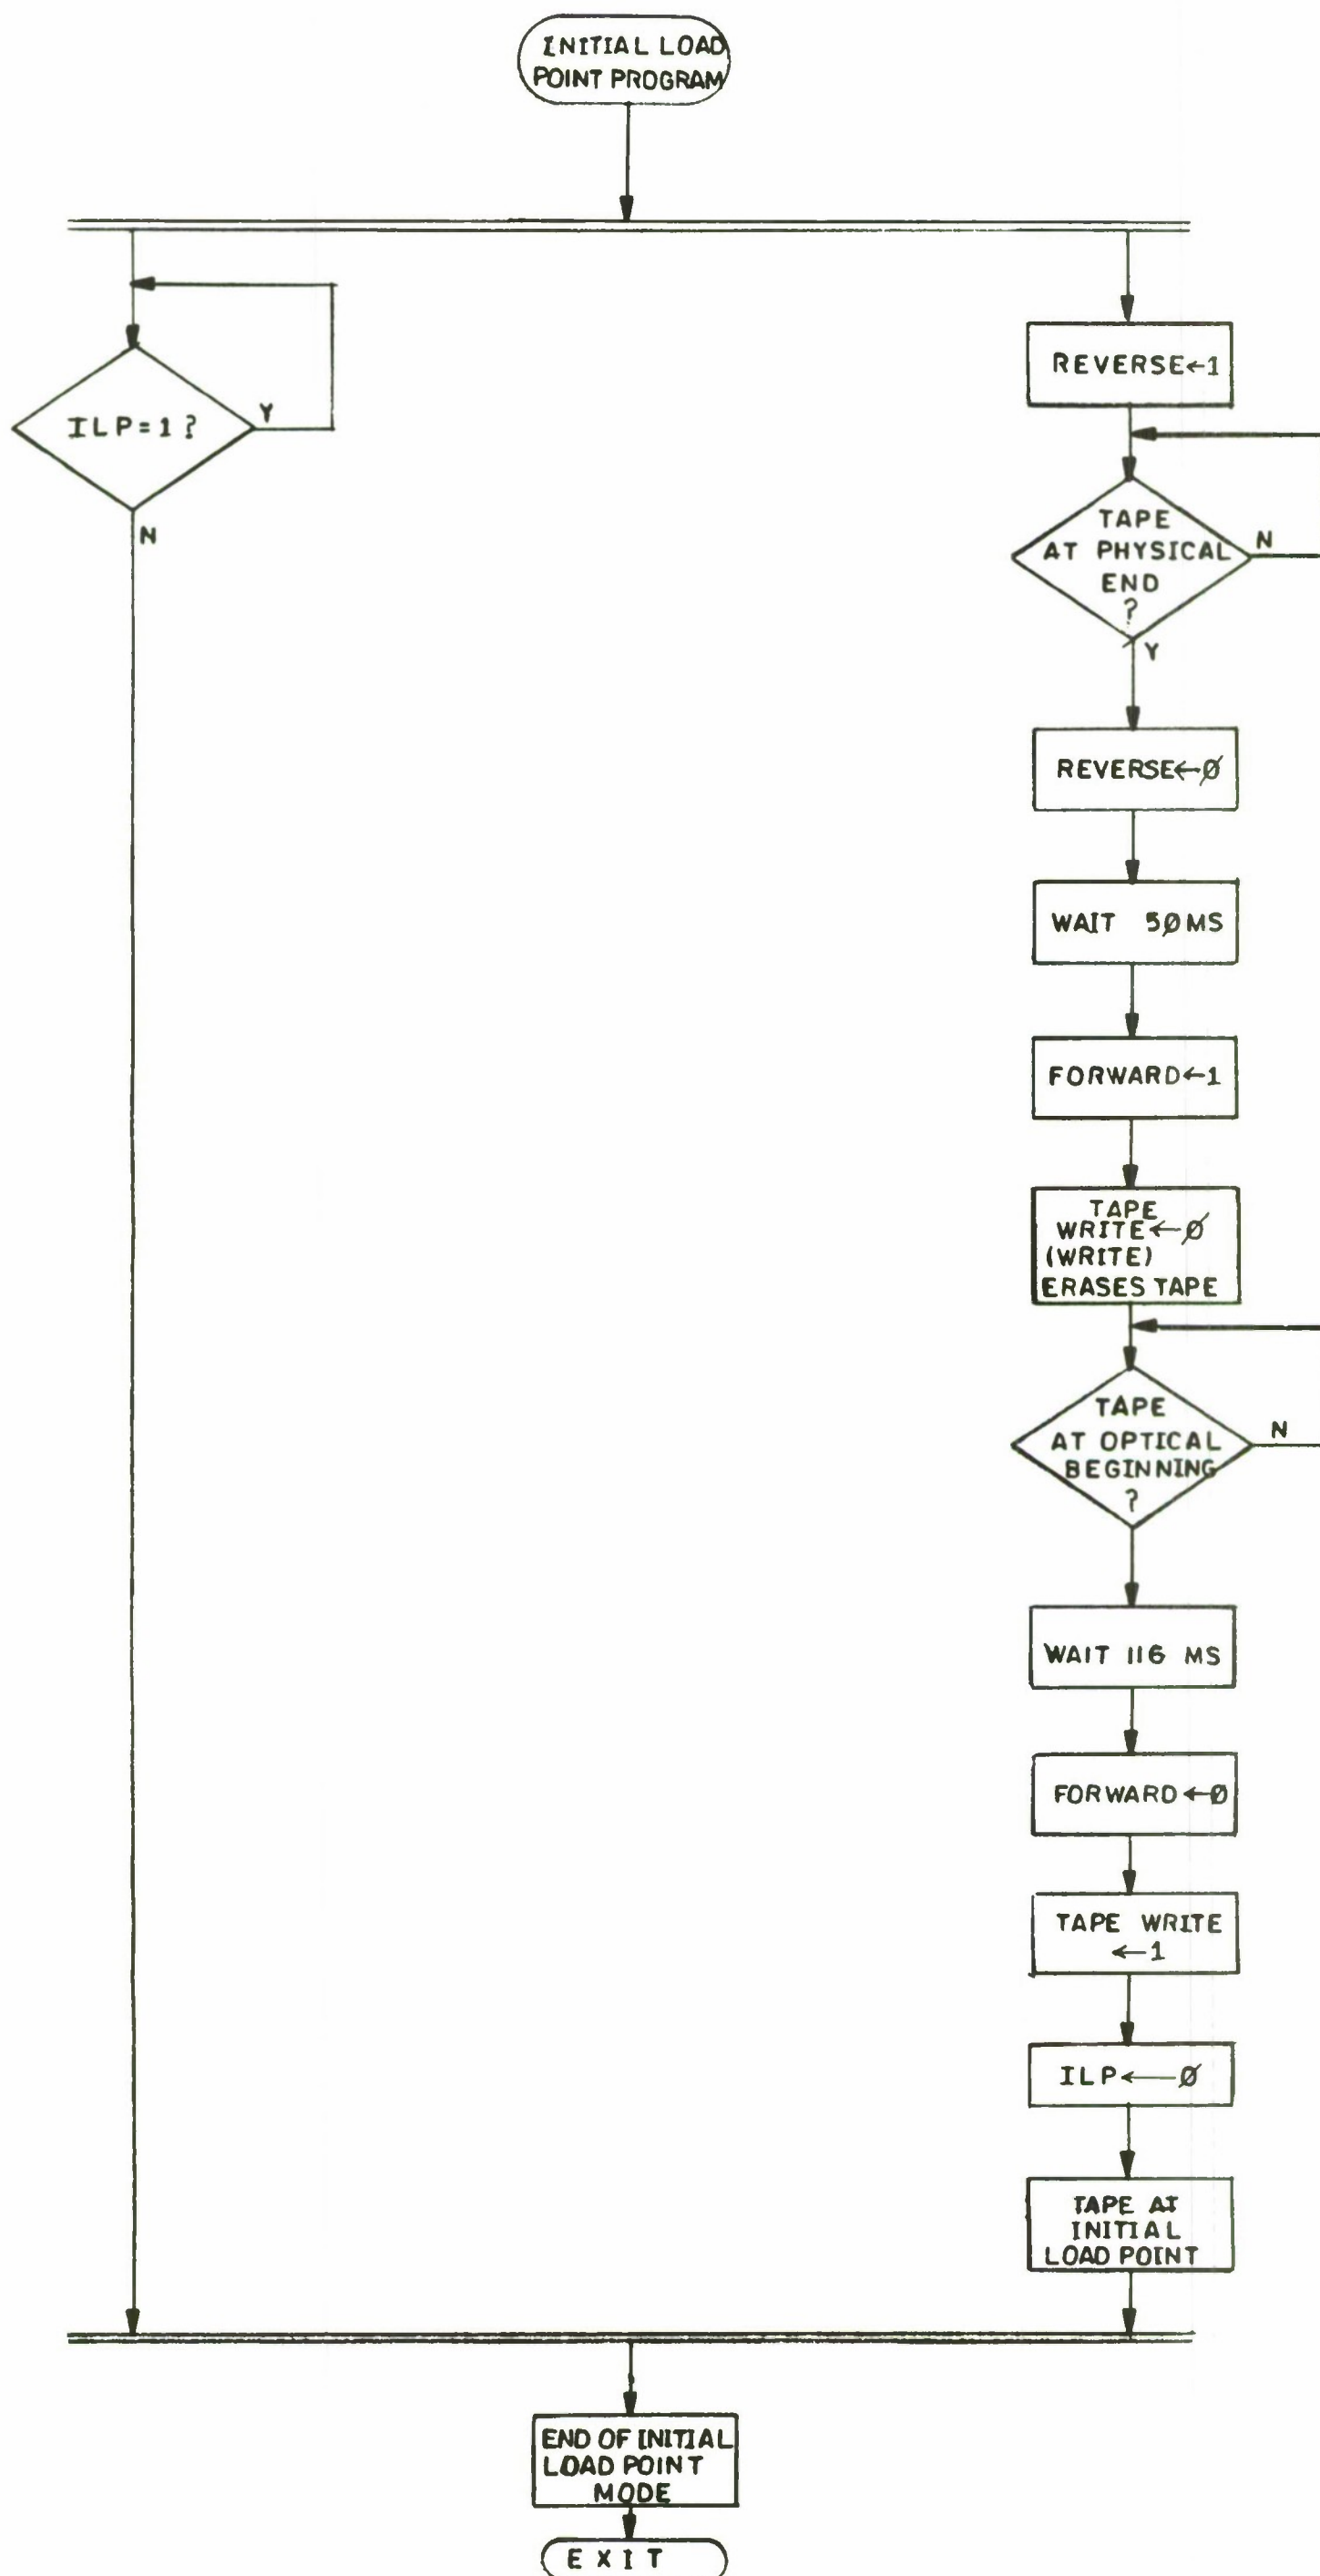 INITIAL LOAD
POINT PROGRAM
ILP=1?
Y
N
REVERSE←1
TAPE
AT PHYSICAL
END
?
N
Y
REVERSE←Ø
WAIT 5ØMS
FORWARD←1
TAPE
WRITE←Ø
(WRITE)
ERASES TAPE
TAPE
AT OPTICAL
BEGINNING
?
N
WAIT 116 MS
FORWARD←Ø
TAPE WRITE
←1
ILP←Ø
TAPE AT
INITIAL
LOAD POINT
END OF INITIAL
LOAD POINT
MODE
EXIT